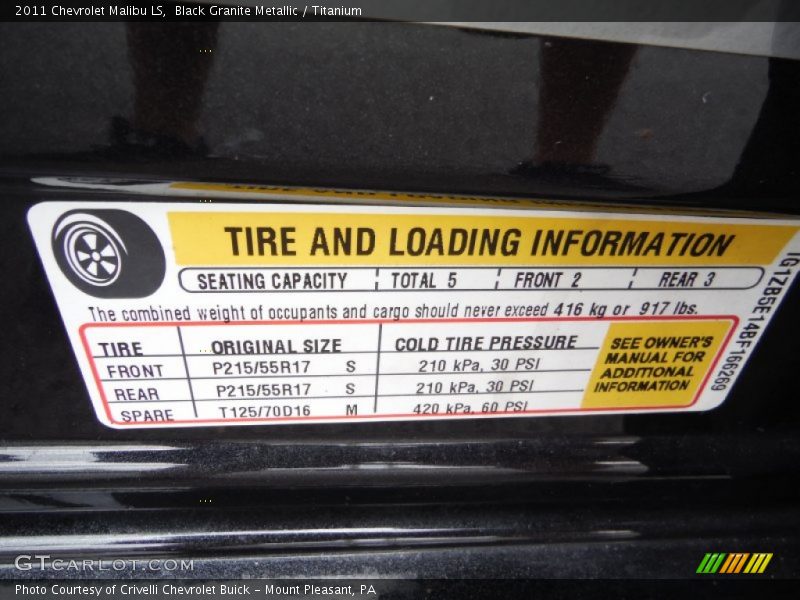 2011 Chevrolet Malibu LS, Black Granite Metallic / Titanium
TIRE AND LOADING INFORMATION
SEATING CAPACITY TOTAL 5 FRONT 2 REAR 3
The combined weight of occupants and cargo should never exceed 416 kg or 917 lbs.
TIRE ORIGINAL SIZE COLD TIRE PRESSURE
FRONT P215/55R17 S 210 kPa, 30 PSI
REAR P215/55R17 S 210 kPa, 30 PSI
SPARE T125/70D16 M 420 kPa, 60 PSI
SEE OWNER'S
MANUAL FOR
ADDITIONAL
INFORMATION
1G1ZB5E14BF166269
GTCARLOT.COM
Photo Courtesy of Crivelli Chevrolet Buick - Mount Pleasant, PA